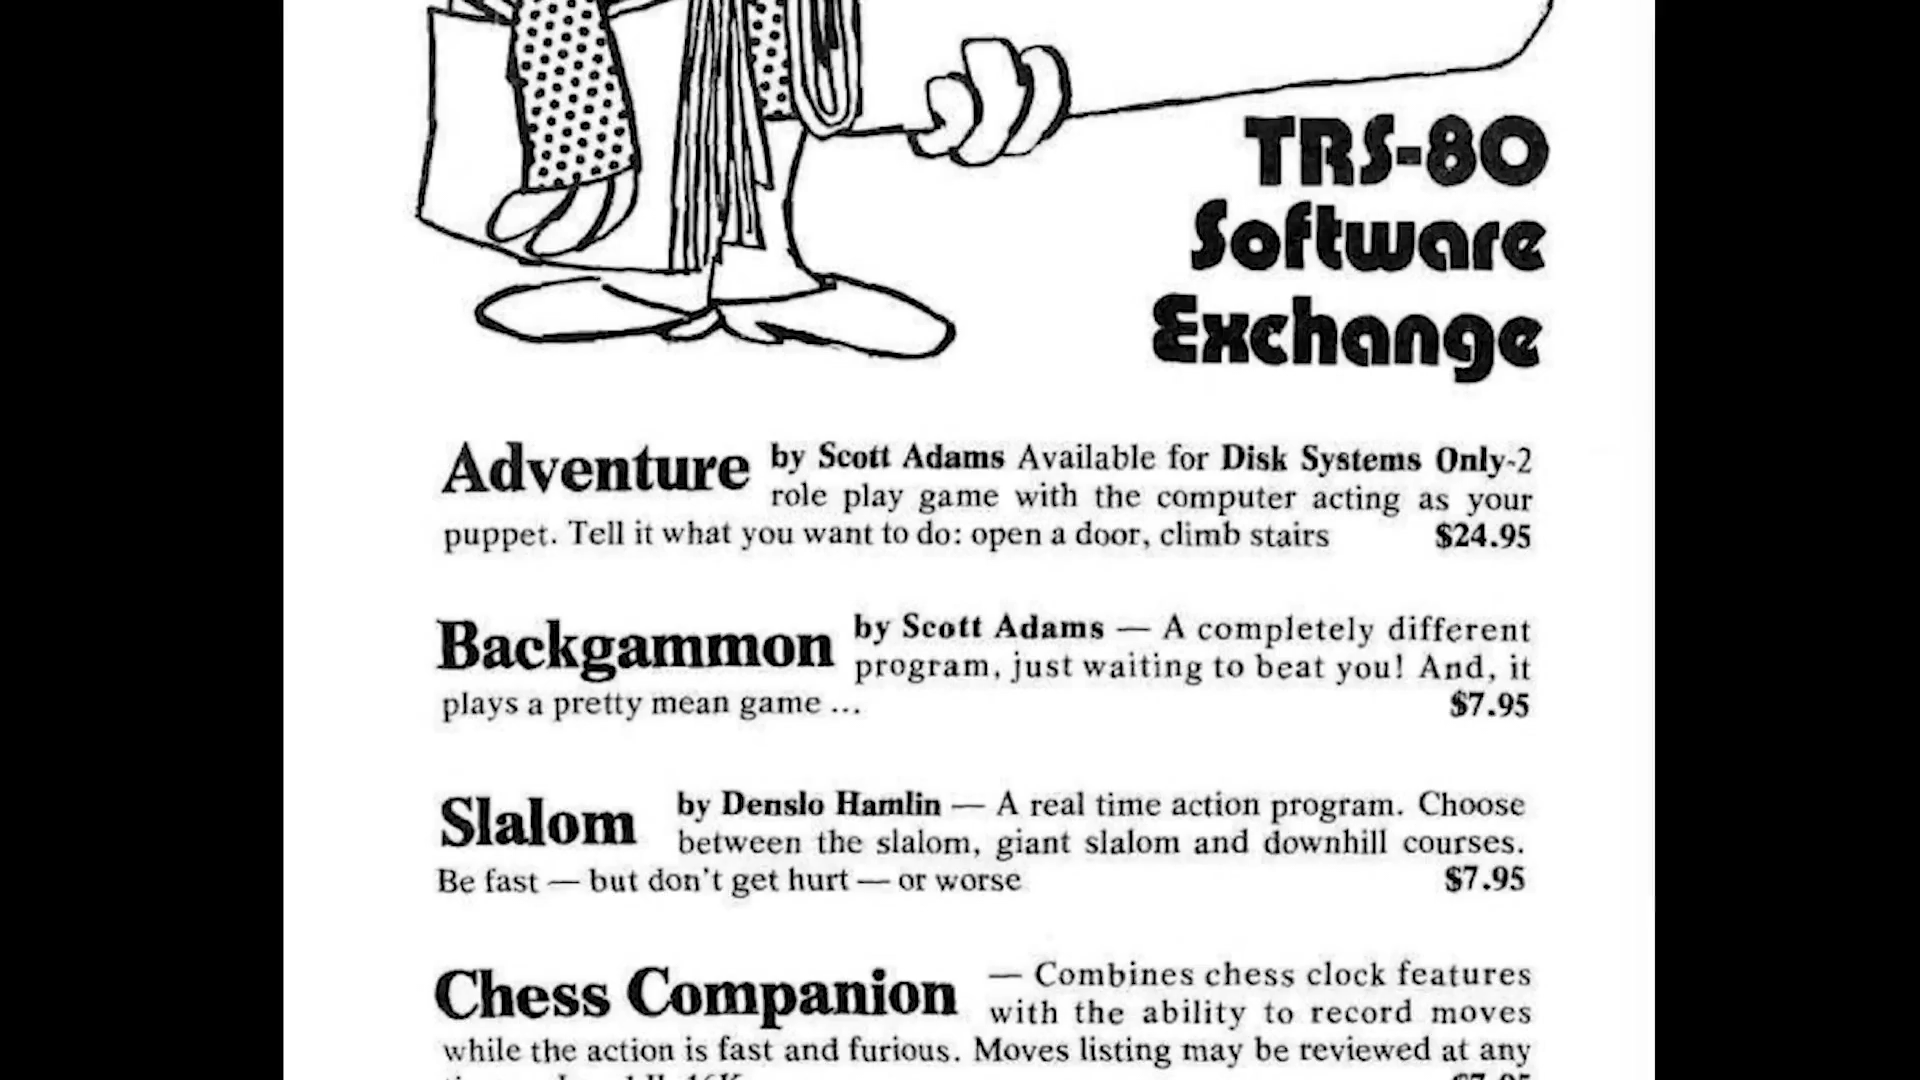 TRS-80
Software
Exchange
Adventure by Scott Adams Available for Disk Systems Only-2
role play game with the computer acting as your
puppet. Tell it what you want to do: open a door, climb stairs $24.95
Backgammon by Scott Adams — A completely different
program, just waiting to beat you! And, it
plays a pretty mean game ... $7.95
Slalom by Denslo Hamlin — A real time action program. Choose
between the slalom, giant slalom and downhill courses.
Be fast — but don't get hurt — or worse $7.95
Chess Companion — Combines chess clock features
with the ability to record moves
while the action is fast and furious. Moves listing may be reviewed at any
$7.95